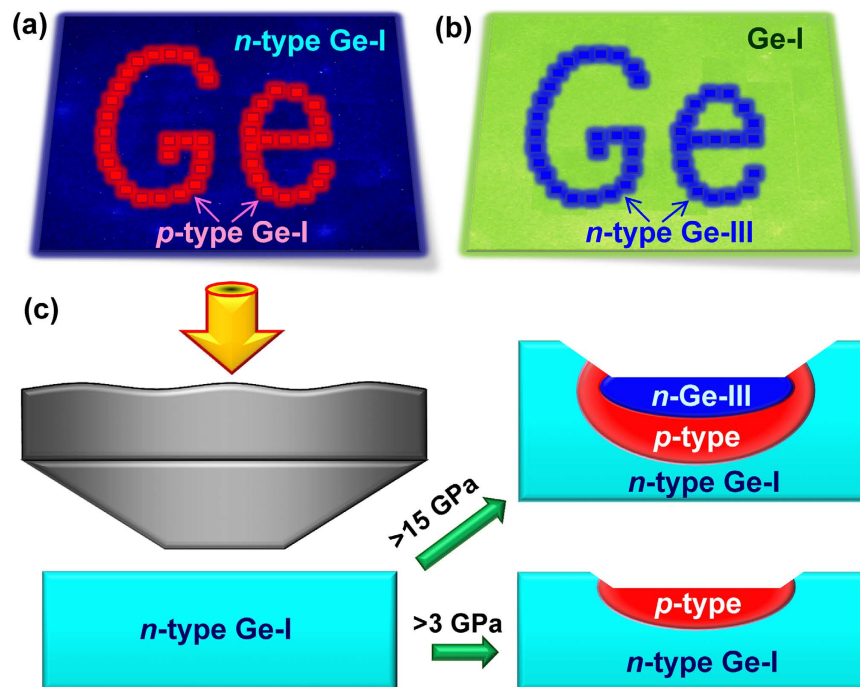 (a)
n-type Ge-I
Ge
p-type Ge-I
(b)
Ge-I
Ge
n-type Ge-III
(c)
n-type Ge-I
>15 GPa
n-Ge-III
p-type
n-type Ge-I
>3 GPa
p-type
n-type Ge-I